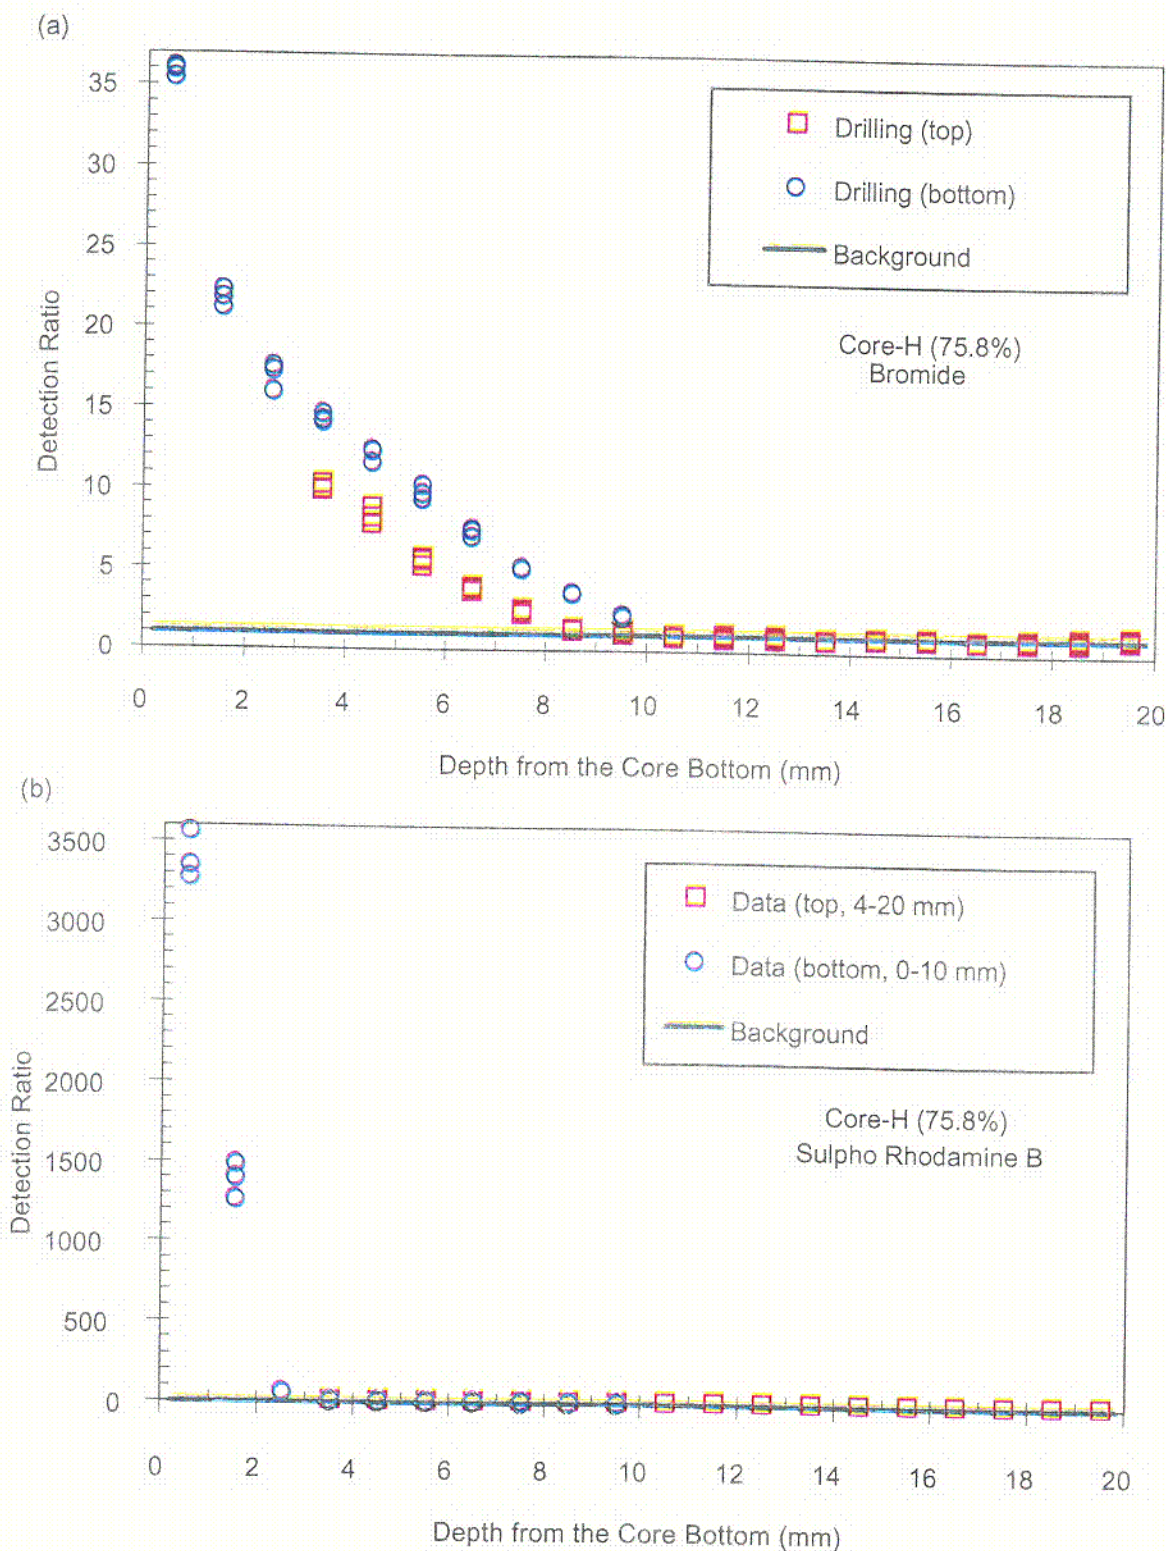 (a)
35
30
25
20
15
10
5
0
Detection Ratio
Drilling (top)
Drilling (bottom)
Background
Core-H (75.8%)
Bromide
0 2 4 6 8 10 12 14 16 18 20
Depth from the Core Bottom (mm)
(b)
3500
3000
2500
2000
1500
1000
500
0
Detection Ratio
Data (top, 4-20 mm)
Data (bottom, 0-10 mm)
Background
Core-H (75.8%)
Sulpho Rhodamine B
0 2 4 6 8 10 12 14 16 18 20
Depth from the Core Bottom (mm)